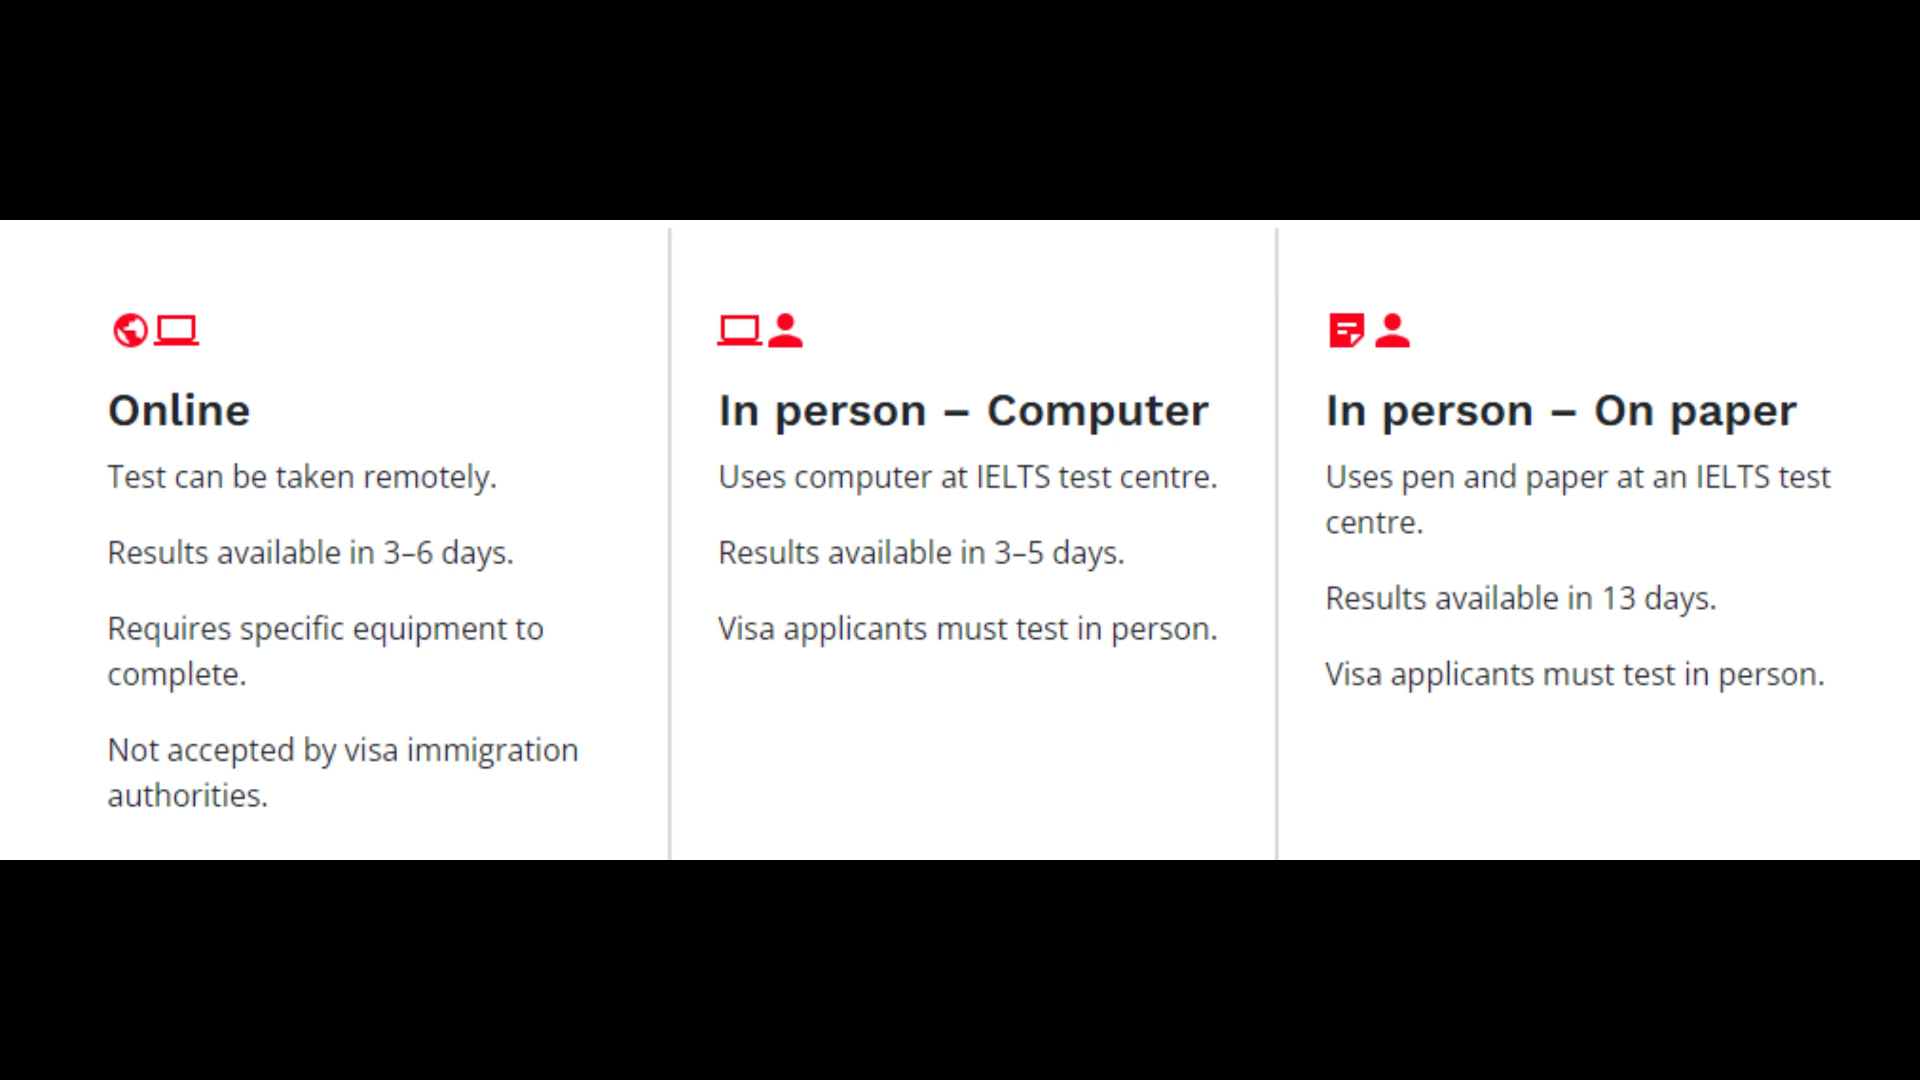 Online
Test can be taken remotely.
Results available in 3–6 days.
Requires specific equipment to
complete.
Not accepted by visa immigration
authorities.
In person – Computer
Uses computer at IELTS test centre.
Results available in 3–5 days.
Visa applicants must test in person.
In person – On paper
Uses pen and paper at an IELTS test
centre.
Results available in 13 days.
Visa applicants must test in person.